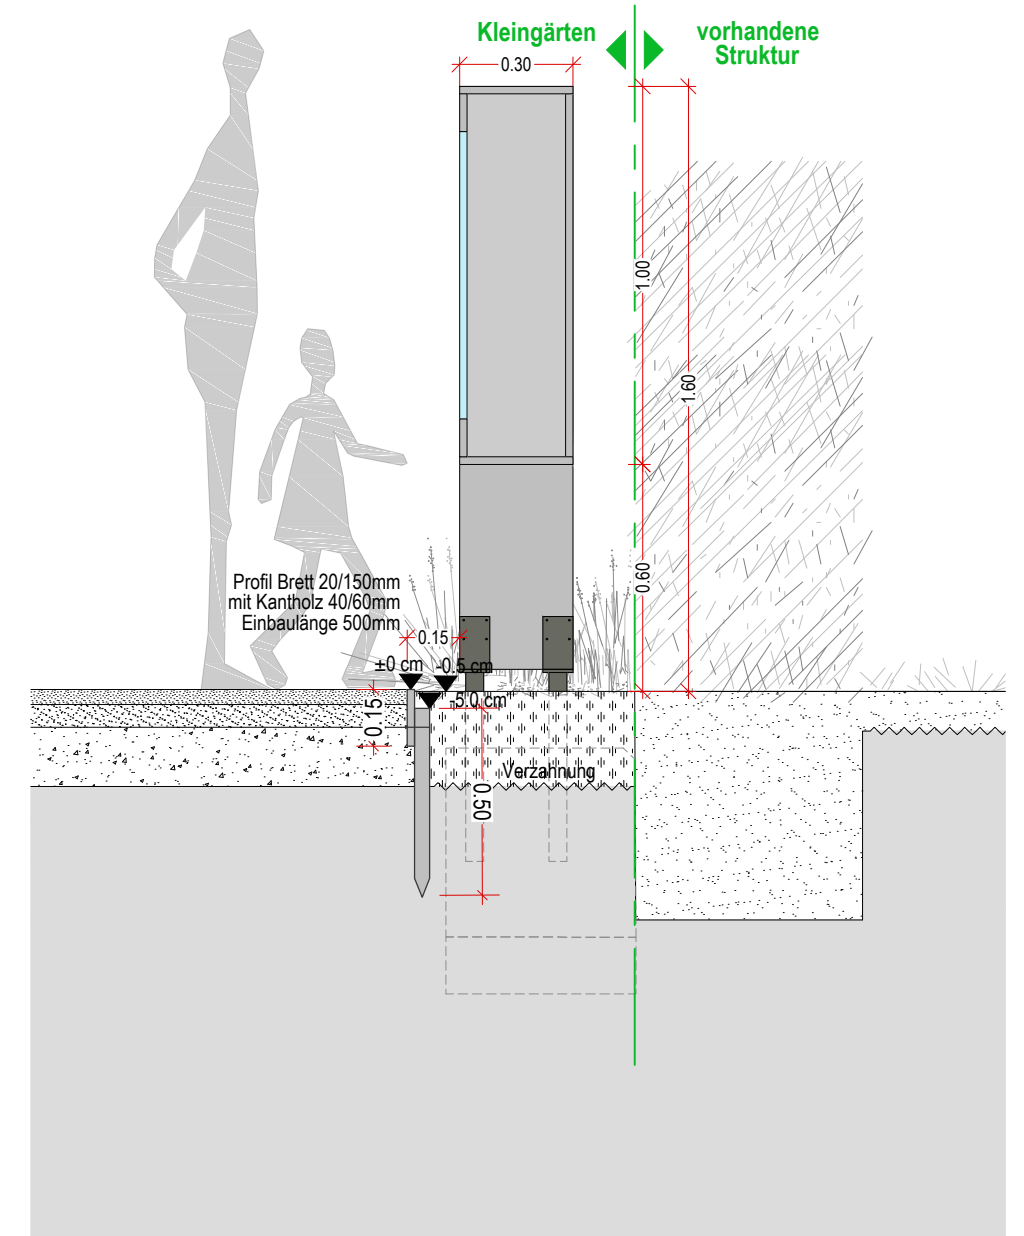 Kleingärten
vorhandene
Struktur
0.30
1.00
1.60
0.60
Profil Brett 20/150mm
mit Kantholz 40/60mm
Einbaulänge 500mm
0.15
±0 cm
-0.5 cm
-5.0 cm
0.15
Verzahnung
0.50